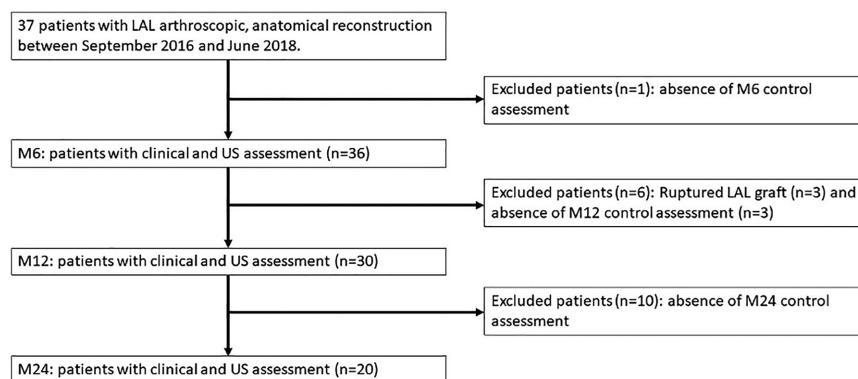 37 patients with LAL arthroscopic, anatomical reconstruction
between September 2016 and June 2018.
Excluded patients (n=1): absence of M6 control
assessment
M6: patients with clinical and US assessment (n=36)
Excluded patients (n=6): Ruptured LAL graft (n=3) and
absence of M12 control assessment (n=3)
M12: patients with clinical and US assessment (n=30)
Excluded patients (n=10): absence of M24 control
assessment
M24: patients with clinical and US assessment (n=20)